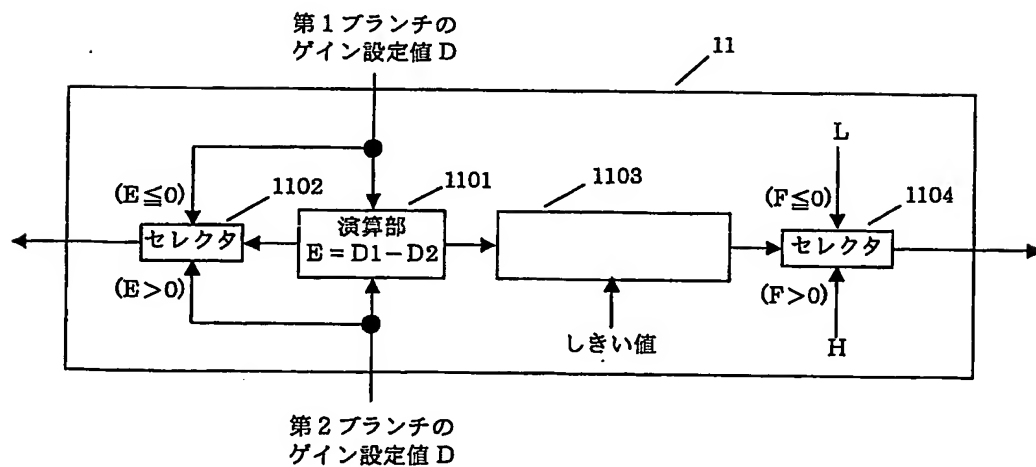 第1ブランチの
ゲイン設定値 D
11
L
(E≦0)
1102
1101
1103
(F≦0)
1104
セレクタ
演算部
E=D1-D2
セレクタ
(E>0)
(F>0)
しきい値
H
第2ブランチの
ゲイン設定値 D